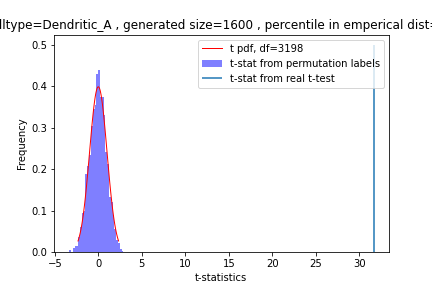 lltype=Dendritic_A , generated size=1600 , percentile in emperical dist=
t pdf, df=3198
t-stat from permutation labels
t-stat from real t-test
Frequency
0.5
0.4
0.3
0.2
0.1
0.0
−5 0 5 10 15 20 25 30
t-statistics